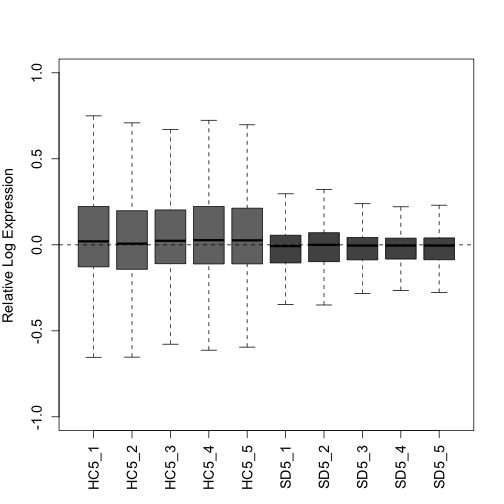 Relative Log Expression
1.0
0.5
0.0
-0.5
-1.0
HC5_1
HC5_2
HC5_3
HC5_4
HC5_5
SD5_1
SD5_2
SD5_3
SD5_4
SD5_5